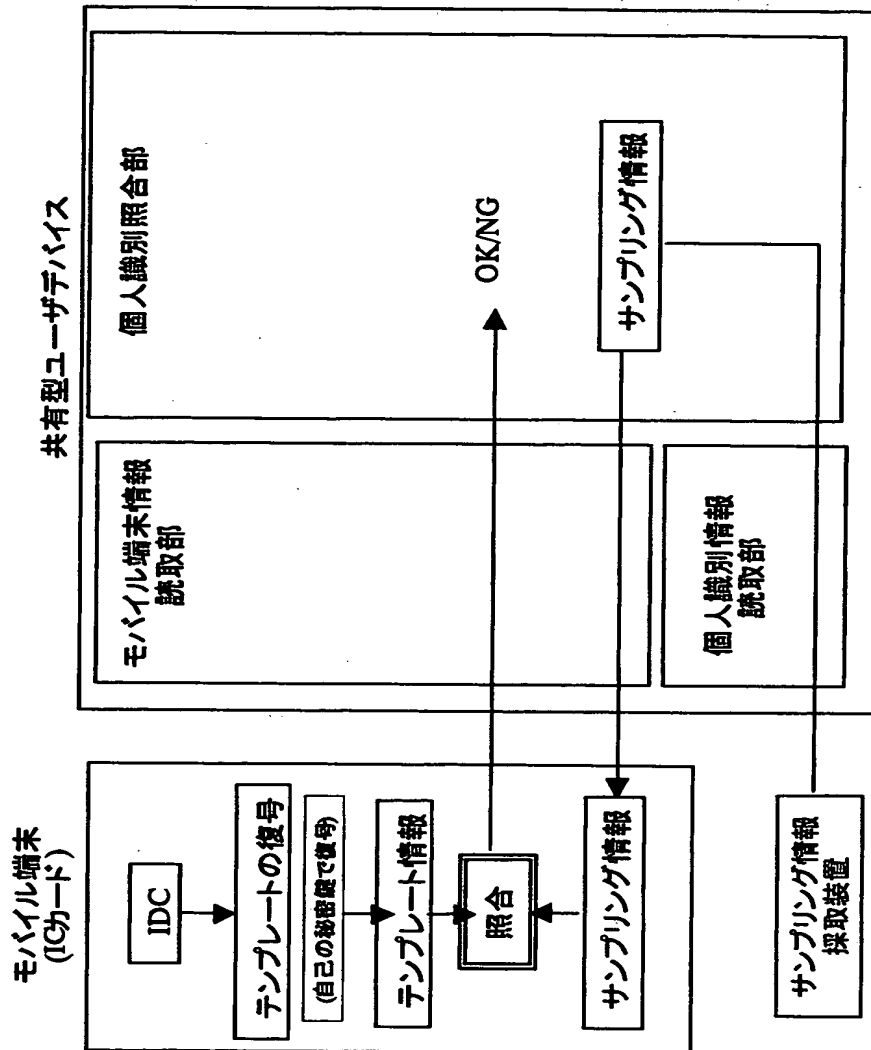 共有型ユーザデバイス
モバイル端末
(ICカード)
IDC
テンプレートの復号
(自己の秘密鍵で復号)
テンプレート情報
照合
サンプリング情報
サンプリング情報
採取装置
モバイル端末情報
読取部
個人識別情報
読取部
個人識別照合部
OK/NG
サンプリング情報